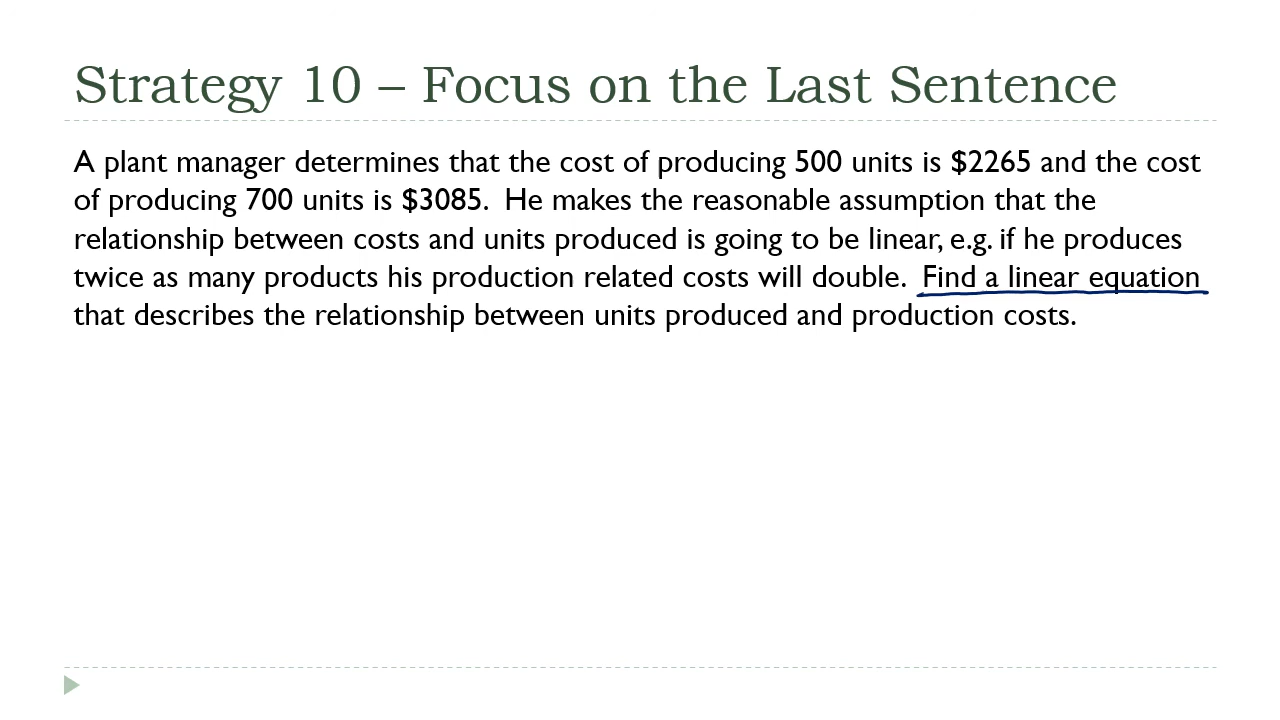 Strategy 10 – Focus on the Last Sentence
A plant manager determines that the cost of producing 500 units is $2265 and the cost
of producing 700 units is $3085.  He makes the reasonable assumption that the
relationship between costs and units produced is going to be linear, e.g. if he produces
twice as many products his production related costs will double.  Find a linear equation
that describes the relationship between units produced and production costs.